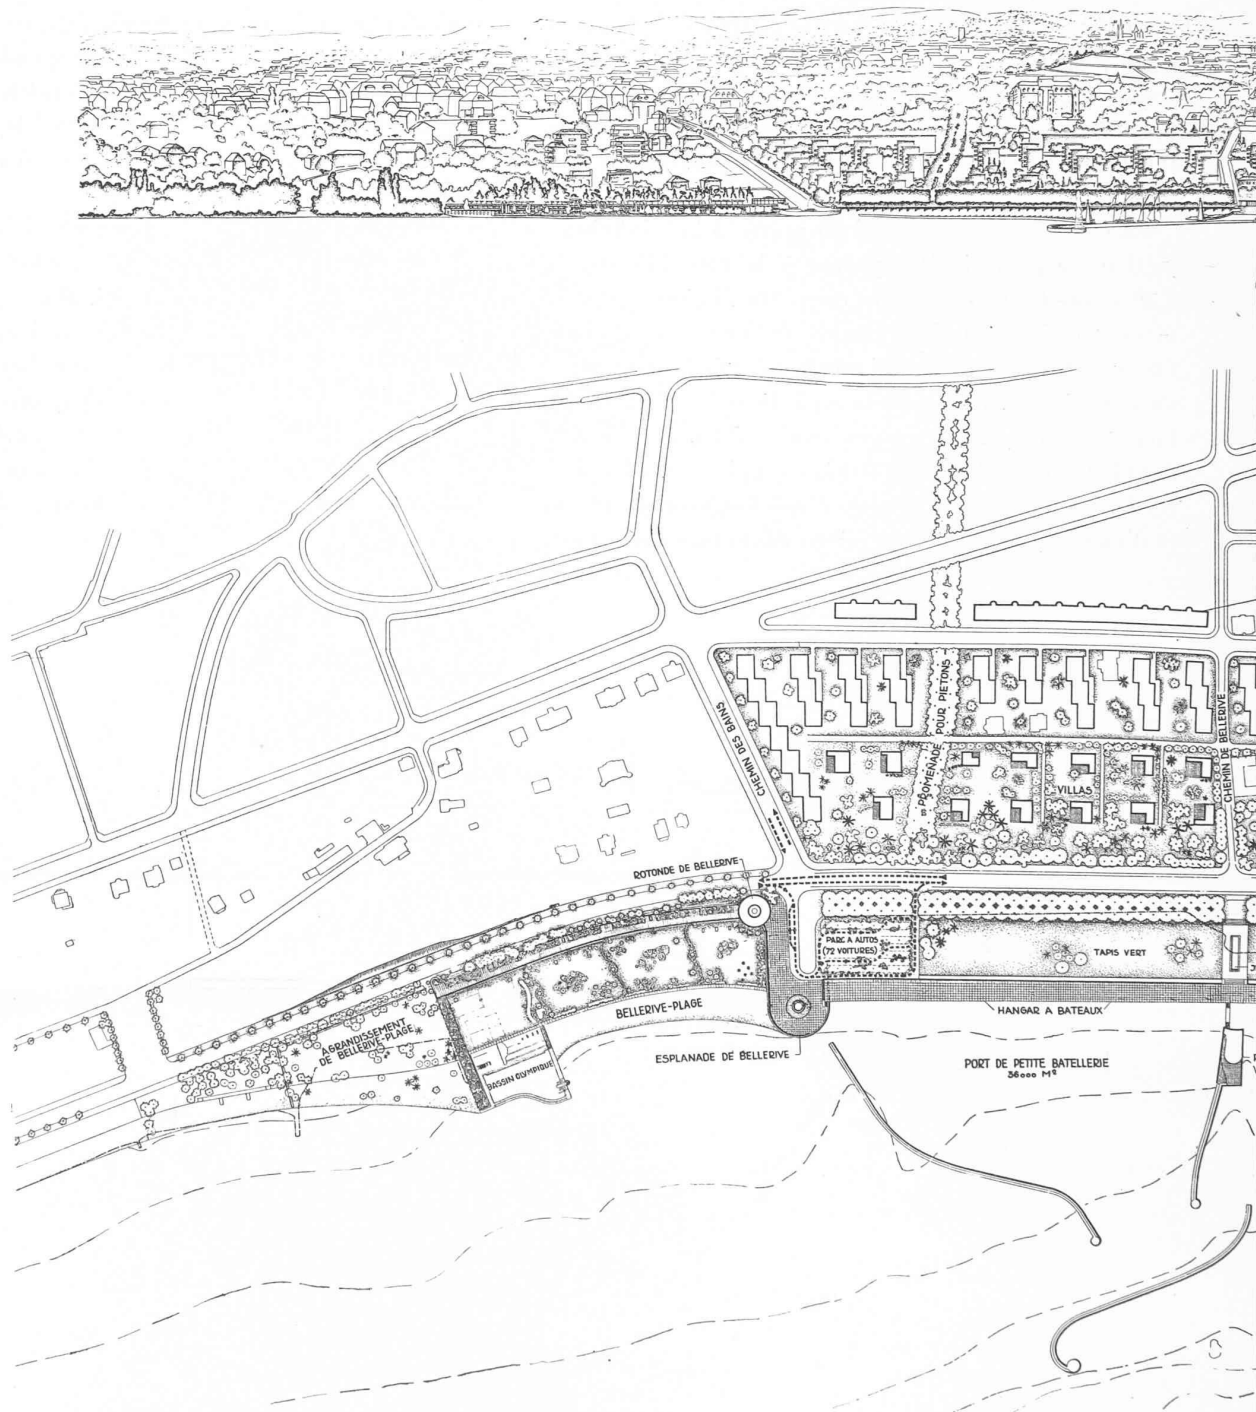 CHEMIN DES BAINS
PROMENADE POUR PIETONS
VILLAS
CHEMIN DE BELLERIVE
ROTONDE DE BELLERIVE
PARC A AUTOS
(72 VOITURES)
TAPIS VERT
HANGAR A BATEAUX
BELLERIVE-PLAGE
AGRANDISSEMENT
DE BELLERIVE-PLAGE
BASSIN OLYMPIQUE
ESPLANADE DE BELLERIVE
PORT DE PETITE BATELLERIE
36000 M²